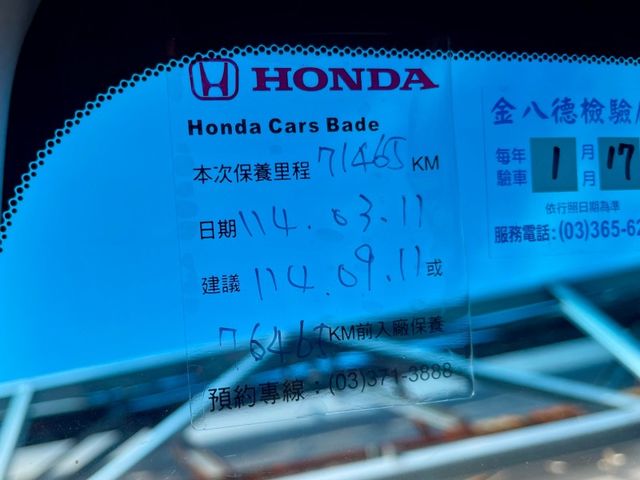 HONDA
Honda Cars Bade
本次保養里程 71465 KM
日期 114.03.11
建議 114.09.11 或
76465 KM前入廠保養
預約專線：(03)371-3888
金八德檢驗
每年 1 月 17
驗車 月
依行照日期為準
服務電話：(03)365-62